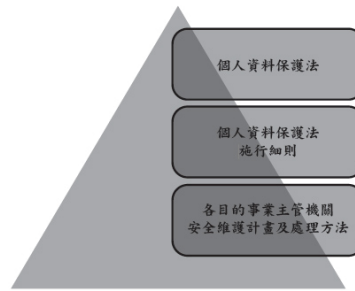 個人資料保護法
個人資料保護法
施行細則
各目的事業主管機關
安全維護計畫及處理方法